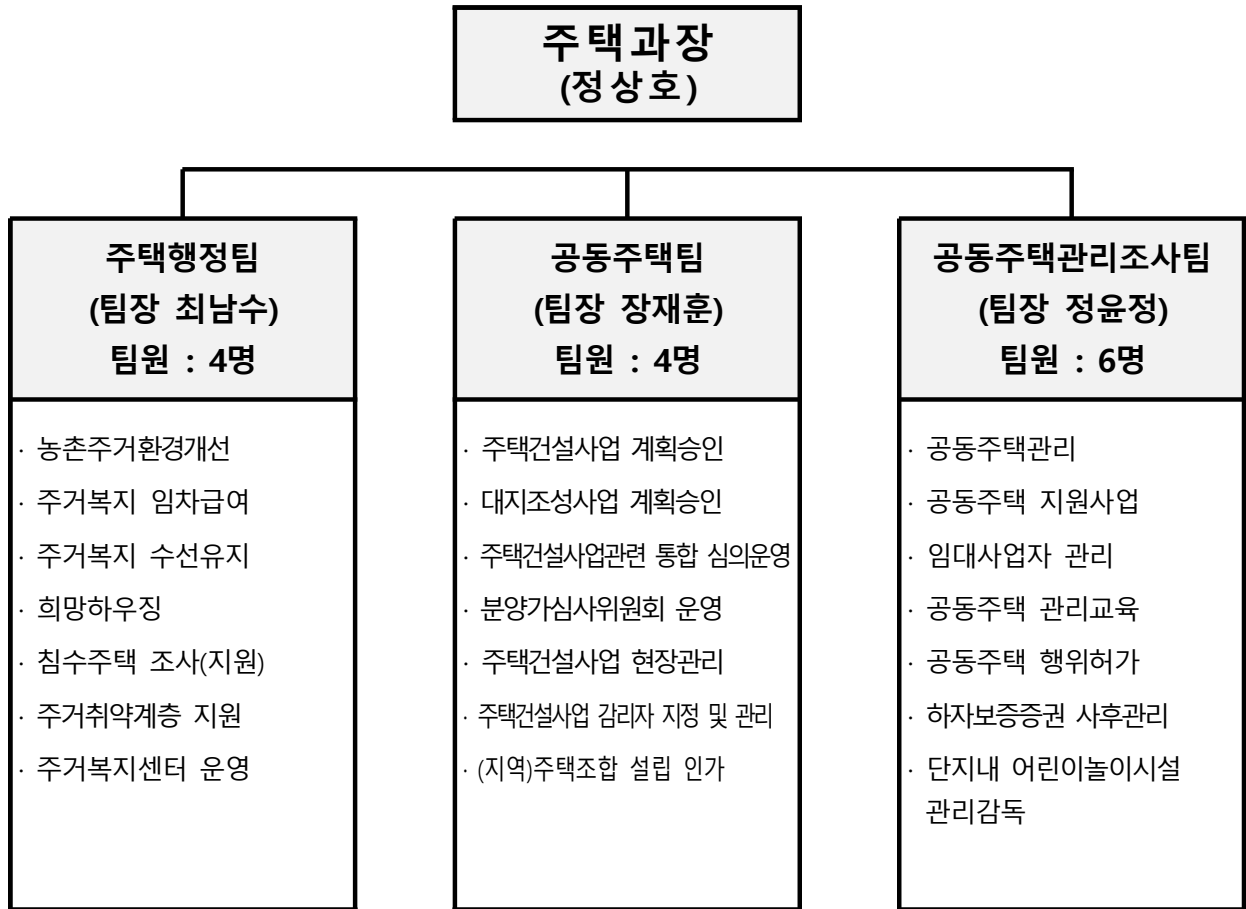 주택과장
(정상호)
주택행정팀
(팀장 최남수)
팀원 : 4명
· 농촌주거환경개선
· 주거복지 임차급여
· 주거복지 수선유지
· 희망하우징
· 침수주택 조사(지원)
· 주거취약계층 지원
· 주거복지센터 운영
공동주택팀
(팀장 장재훈)
팀원 : 4명
· 주택건설사업 계획승인
· 대지조성사업 계획승인
· 주택건설사업관련 통합 심의운영
· 분양가심사위원회 운영
· 주택건설사업 현장관리
· 주택건설사업 감리자 지정 및 관리
· (지역)주택조합 설립 인가
공동주택관리조사팀
(팀장 정윤정)
팀원 : 6명
· 공동주택관리
· 공동주택 지원사업
· 임대사업자 관리
· 공동주택 관리교육
· 공동주택 행위허가
· 하자보증증권 사후관리
· 단지내 어린이놀이시설
관리감독